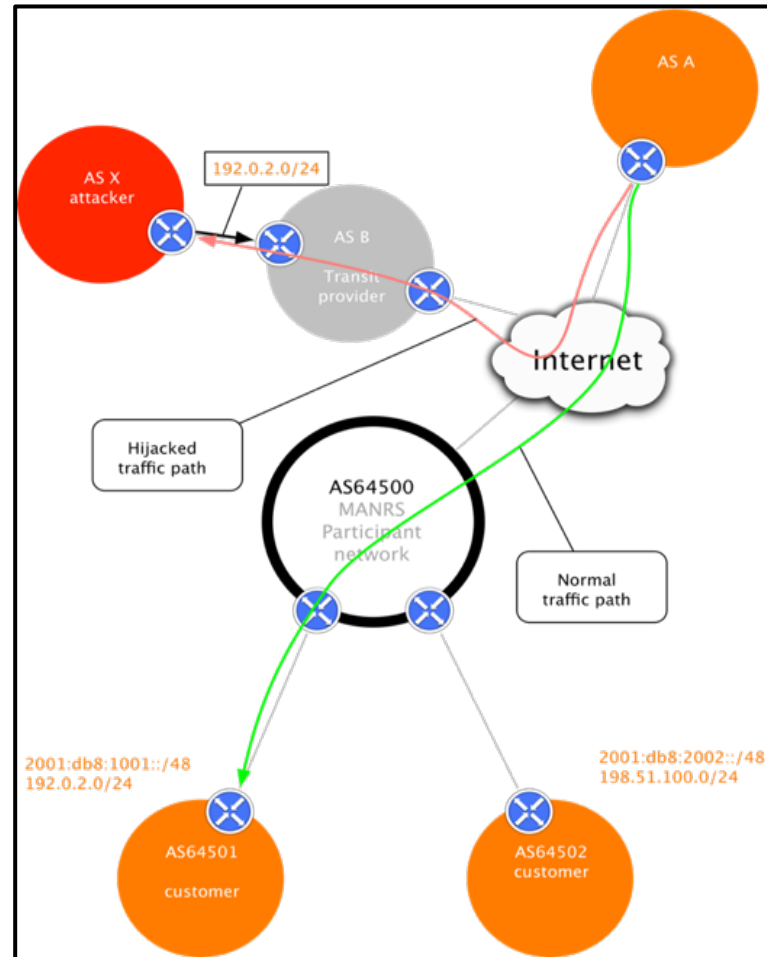 AS A
192.0.2.0/24
AS X
attacker
AS B
Transit
provider
Internet
Hijacked
traffic path
AS64500
MANRS
Participant
network
Normal
traffic path
2001:db8:1001::/48
192.0.2.0/24
2001:db8:2002::/48
198.51.100.0/24
AS64501
customer
AS64502
customer